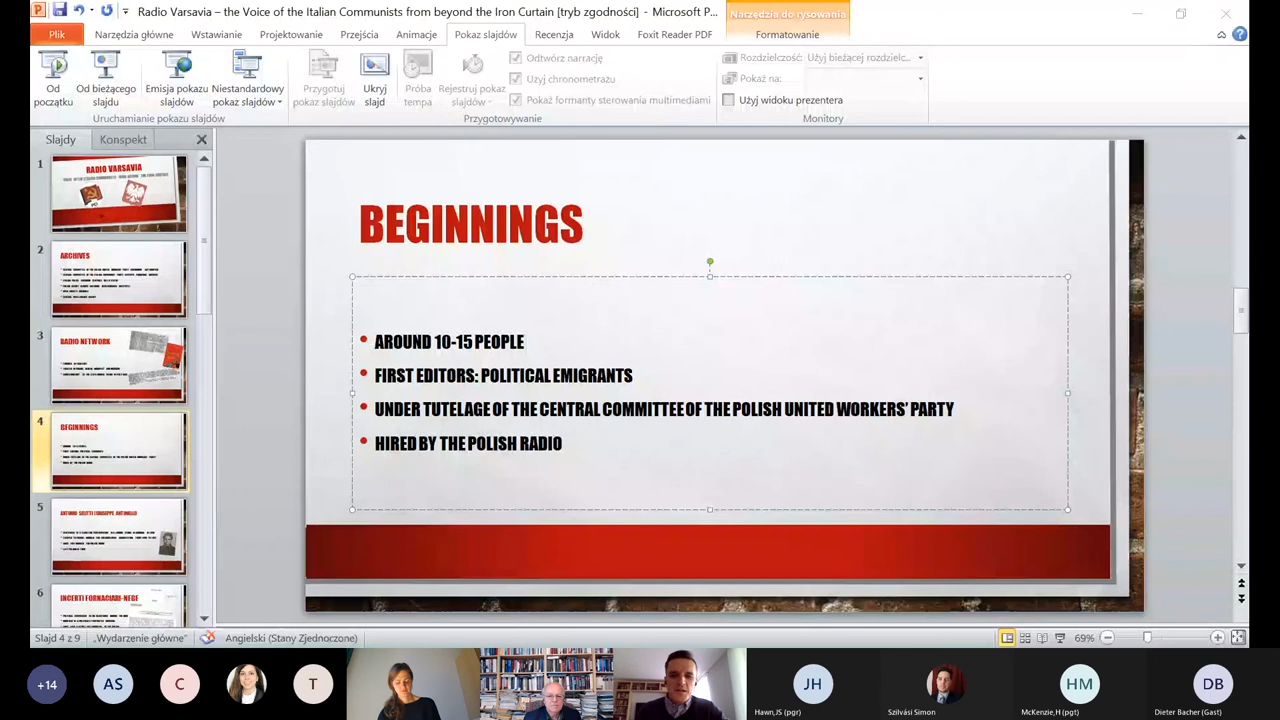 Radio Varsavia – the Voice of the Italian Communists from beyond the Iron Curtain [tryb zgodności] - Microsoft P...
Narzędzia do rysowania
Plik
Narzędzia główne
Wstawianie
Projektowanie
Przejścia
Animacje
Pokaz slajdów
Recenzja
Widok
Foxit Reader PDF
Formatowanie
Od początku
Od bieżącego slajdu
Emisja pokazu slajdów
Niestandardowy pokaz slajdów
Przygotuj pokaz slajdów
Ukryj slajd
Próba tempa
Rejestruj pokaz slajdów
Odtwórz narrację
Użyj chronometrażu
Pokaż formanty sterowania multimediami
Rozdzielczość:
Użyj bieżącej rozdzielc...
Pokaż na:
Użyj widoku prezentera
Uruchamianie pokazu slajdów
Przygotowywanie
Monitory
Slajdy
Konspekt
1
RADIO VARSAVIA
2
ARCHIVES
3
RADIO NETWORK
4
BEGINNINGS
5
6
BEGINNINGS
• AROUND 10-15 PEOPLE
• FIRST EDITORS: POLITICAL EMIGRANTS
• UNDER TUTELAGE OF THE CENTRAL COMMITTEE OF THE POLISH UNITED WORKERS' PARTY
• HIRED BY THE POLISH RADIO
Slajd 4 z 9
„Wydarzenie główne"
Angielski (Stany Zjednoczone)
69%
+14
AS
C
T
JH
HM
DB
Hawn,JS (pgr)
Szilvási Simon
McKenzie,H (pgt)
Dieter Bacher (Gast)